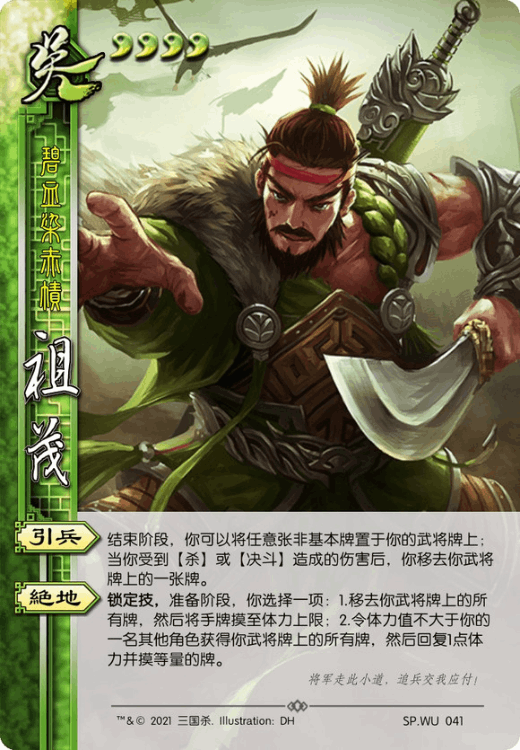 吴
碧血染赤帻
祖茂
引兵
结束阶段，你可以将任意张非基本牌置于你的武将牌上；
当你受到【杀】或【决斗】造成的伤害后，你移去你武将
牌上的一张牌。
絕地
锁定技，准备阶段，你选择一项：1.移去你武将牌上的所
有牌，然后将手牌摸至体力上限；2.令体力值不大于你的
一名其他角色获得你武将牌上的所有牌，然后回复1点体
力并摸等量的牌。
将军走此小道，追兵交我应付！
™&© 2021 三国杀. Illustration: DH
SP.WU 041